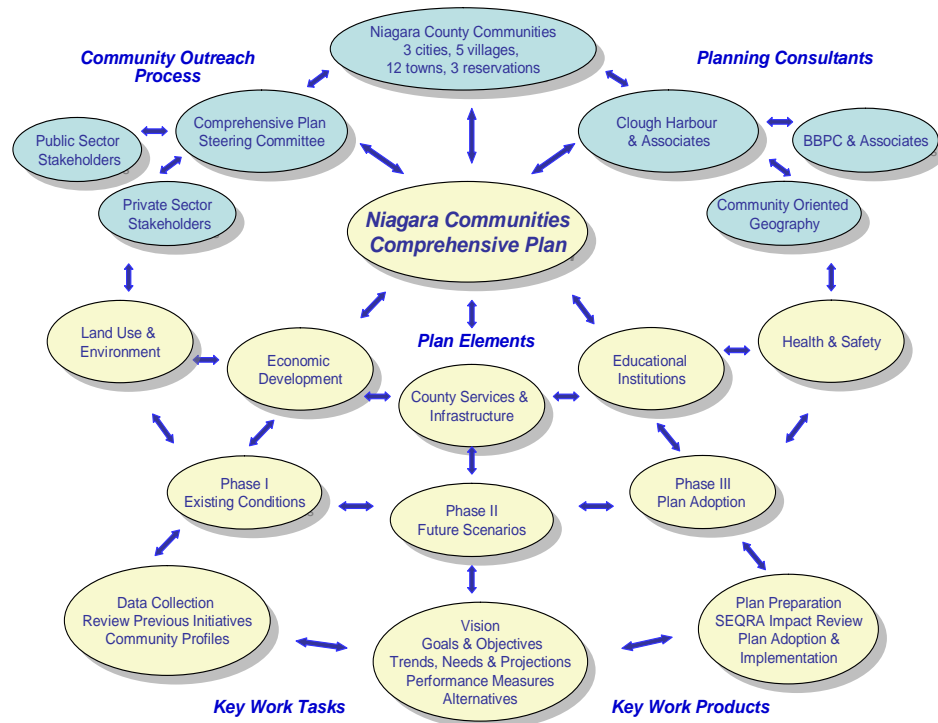 Niagara County Communities
3 cities, 5 villages,
12 towns, 3 reservations
Community Outreach
Process
Planning Consultants
Comprehensive Plan
Steering Committee
Clough Harbour
& Associates
Public Sector
Stakeholders
BBPC & Associates
Private Sector
Stakeholders
Community Oriented
Geography
Niagara Communities
Comprehensive Plan
Land Use &
Environment
Plan Elements
Health & Safety
Economic
Development
Educational
Institutions
County Services &
Infrastructure
Phase I
Existing Conditions
Phase II
Future Scenarios
Phase III
Plan Adoption
Data Collection
Review Previous Initiatives
Community Profiles
Vision
Goals & Objectives
Trends, Needs & Projections
Performance Measures
Alternatives
Plan Preparation
SEQRA Impact Review
Plan Adoption &
Implementation
Key Work Tasks
Key Work Products